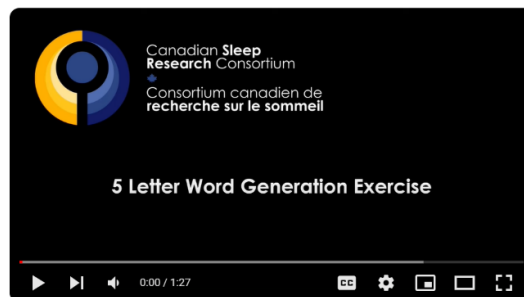 Canadian Sleep
Research Consortium
Consortium canadien de
recherche sur le sommeil
5 Letter Word Generation Exercise
0:00 / 1:27
CC